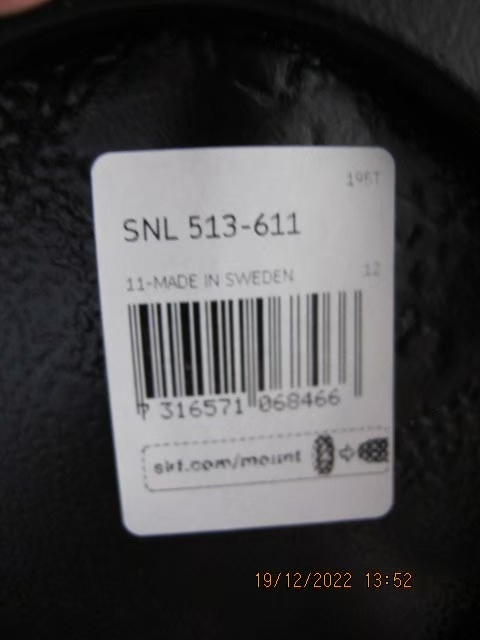 195T
SNL 513-611
11-MADE IN SWEDEN 12
7 316571 068466
skf.com/mount
19/12/2022 13:52